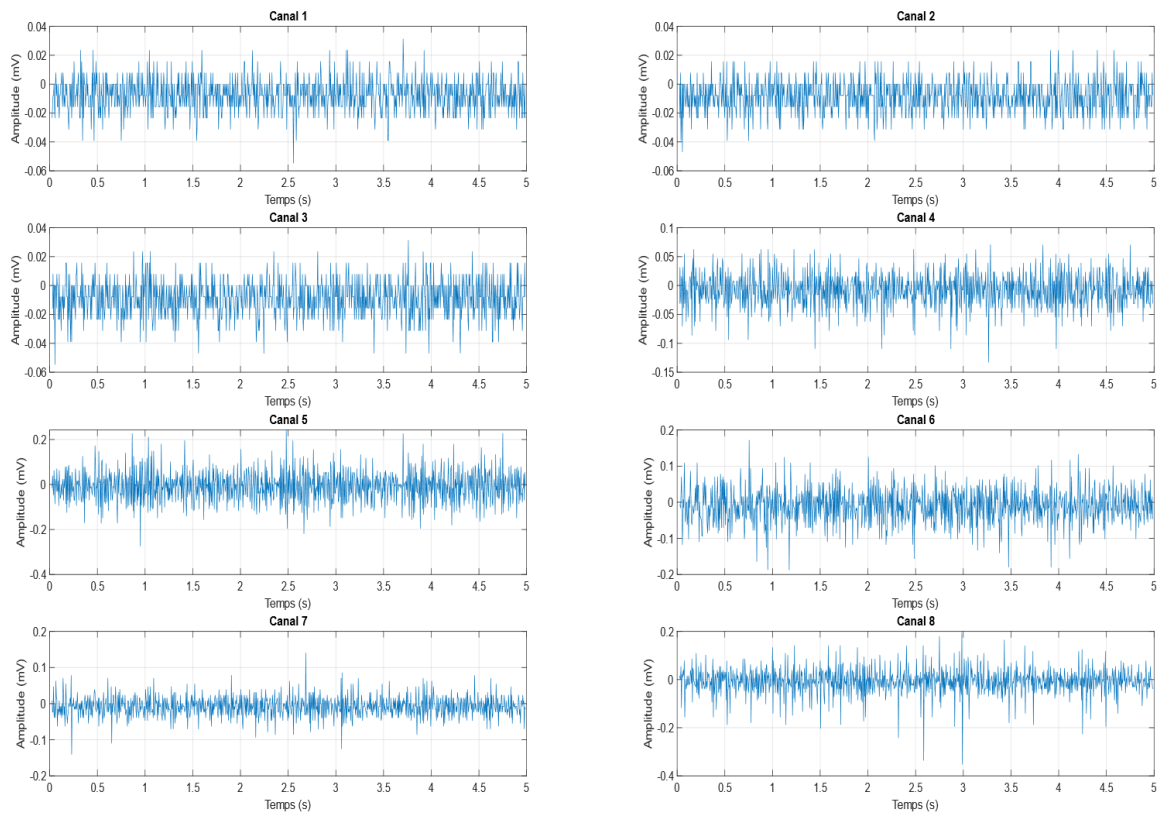 Canal 1
Amplitude (mV)
0.04
0.02
0
-0.02
-0.04
-0.06
0 0.5 1 1.5 2 2.5 3 3.5 4 4.5 5
Temps (s)
Canal 2
Amplitude (mV)
0.04
0.02
0
-0.02
-0.04
-0.06
0 0.5 1 1.5 2 2.5 3 3.5 4 4.5 5
Temps (s)
Canal 3
Amplitude (mV)
0.04
0.02
0
-0.02
-0.04
-0.06
0 0.5 1 1.5 2 2.5 3 3.5 4 4.5 5
Temps (s)
Canal 4
Amplitude (mV)
0.1
0.05
0
-0.05
-0.1
-0.15
0 0.5 1 1.5 2 2.5 3 3.5 4 4.5 5
Temps (s)
Canal 5
Amplitude (mV)
0.2
0
-0.2
-0.4
0 0.5 1 1.5 2 2.5 3 3.5 4 4.5 5
Temps (s)
Canal 6
Amplitude (mV)
0.2
0.1
0
-0.1
-0.2
0 0.5 1 1.5 2 2.5 3 3.5 4 4.5 5
Temps (s)
Canal 7
Amplitude (mV)
0.2
0.1
0
-0.1
-0.2
0 0.5 1 1.5 2 2.5 3 3.5 4 4.5 5
Temps (s)
Canal 8
Amplitude (mV)
0.2
0
-0.2
-0.4
0 0.5 1 1.5 2 2.5 3 3.5 4 4.5 5
Temps (s)